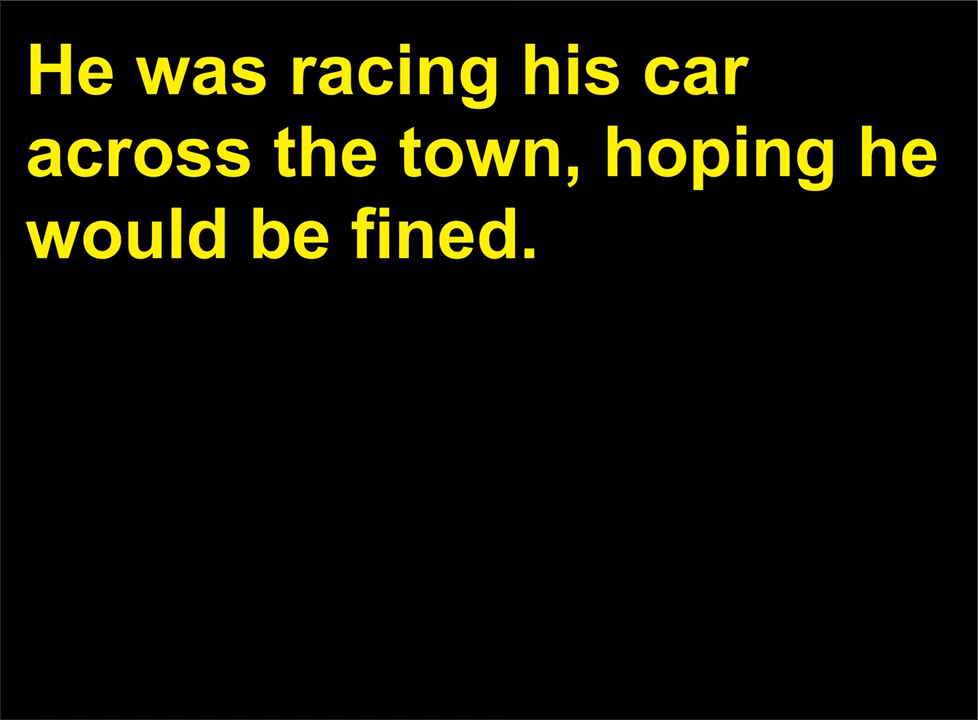 He was racing his car
across the town, hoping he
would be fined.